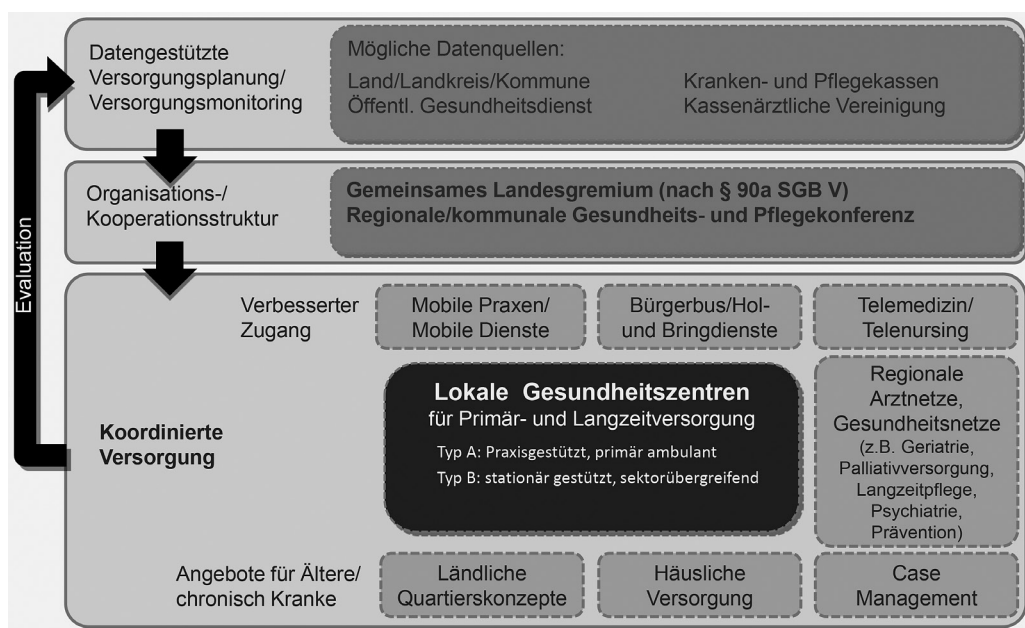 Datengestützte
Versorgungsplanung/
Versorgungsmonitoring
Mögliche Datenquellen:
Land/Landkreis/Kommune
Öffentl. Gesundheitsdienst
Kranken- und Pflegekassen
Kassenärztliche Vereinigung
Organisations-/
Kooperationsstruktur
Gemeinsames Landesgremium (nach § 90a SGB V)
Regionale/kommunale Gesundheits- und Pflegekonferenz
Evaluation
Verbesserter
Zugang
Mobile Praxen/
Mobile Dienste
Bürgerbus/Hol-
und Bringdienste
Telemedizin/
Telenursing
Koordinierte
Versorgung
Lokale Gesundheitszentren
für Primär- und Langzeitversorgung
Typ A: Praxisgestützt, primär ambulant
Typ B: stationär gestützt, sektorübergreifend
Regionale
Arztnetze,
Gesundheitsnetze
(z.B. Geriatrie,
Palliativversorgung,
Langzeitpflege,
Psychiatrie,
Prävention)
Angebote für Ältere/
chronisch Kranke
Ländliche
Quartierskonzepte
Häusliche
Versorgung
Case
Management